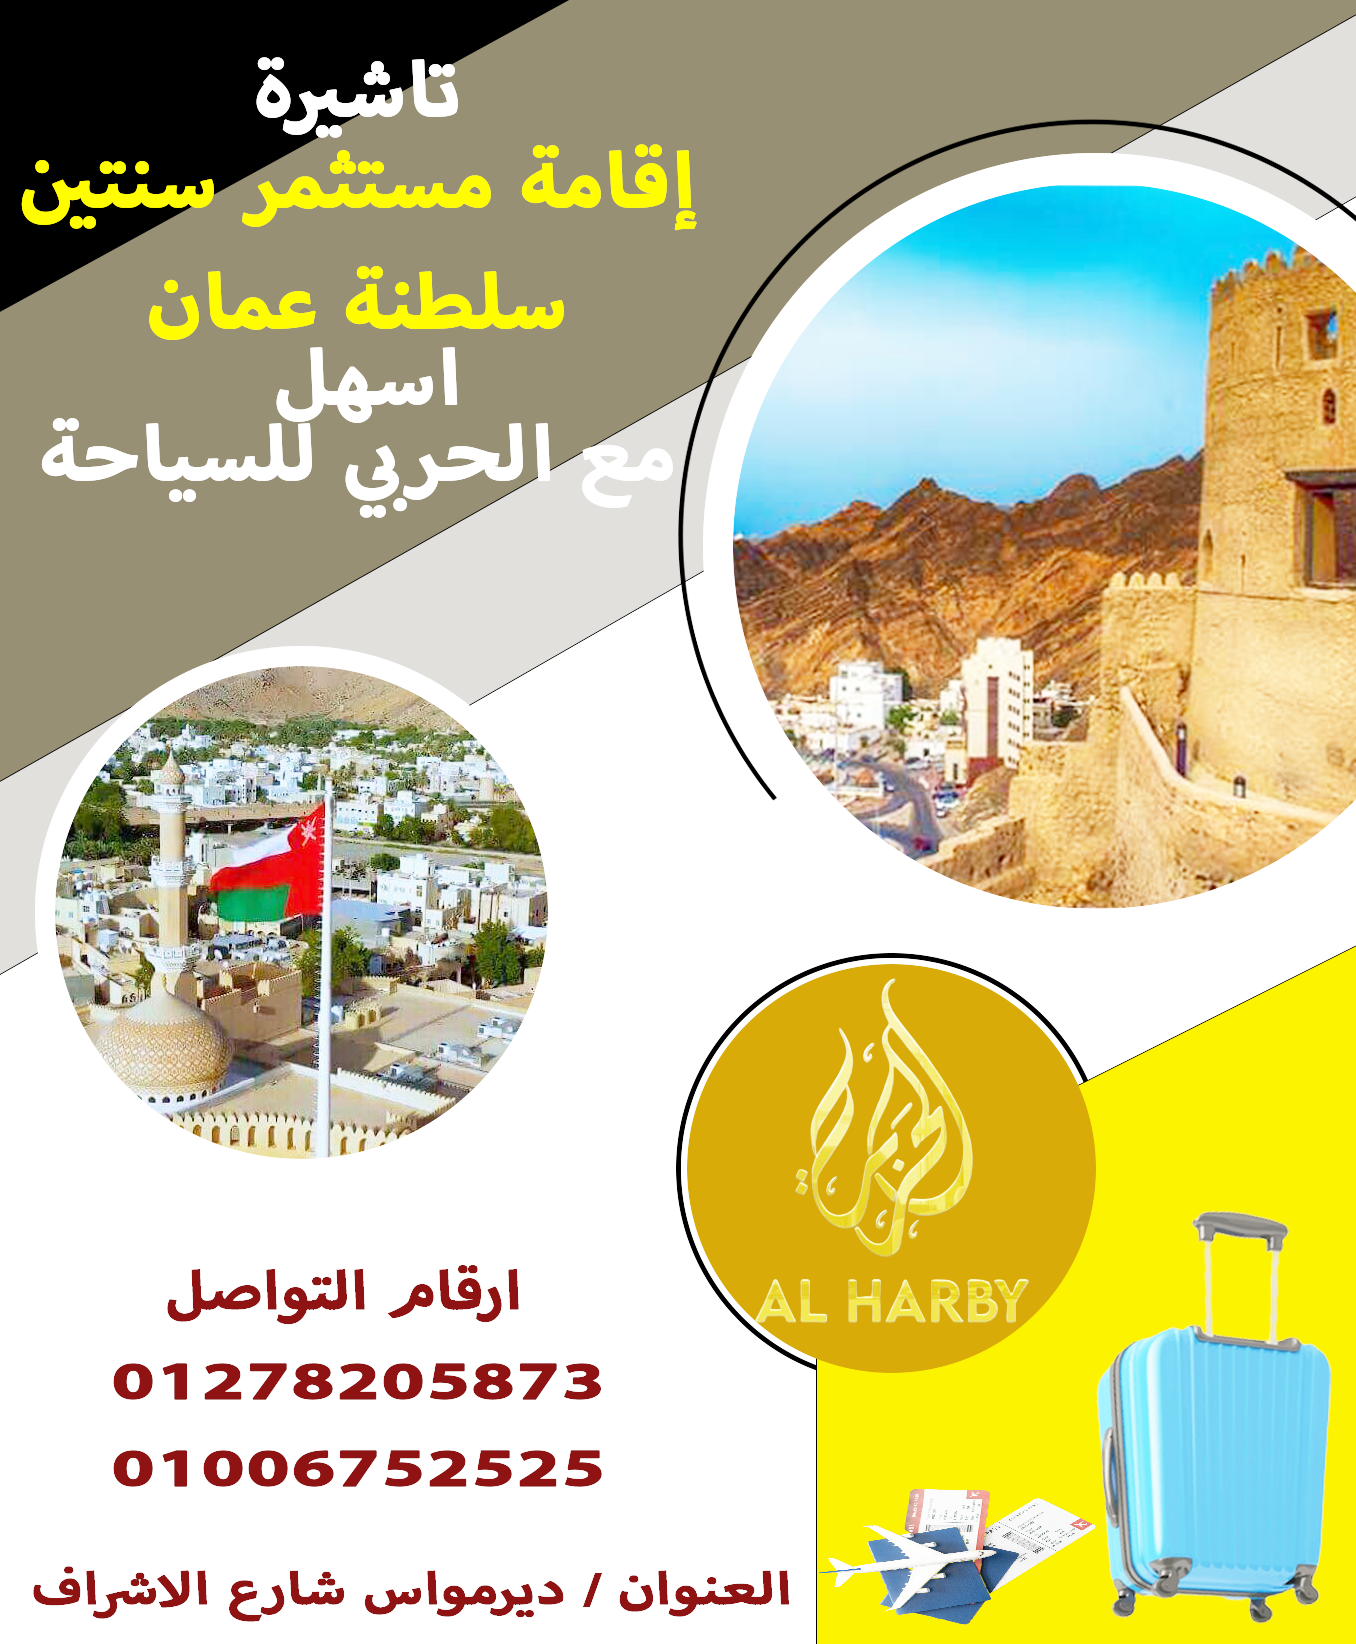 تاشيرة
إقامة مستثمر سنتين
سلطنة عمان
اسهل
مع الحربي للسياحة
الحربي
AL HARBY
ارقام التواصل
01278205873
01006752525
العنوان / ديرمواس شارع الاشراف